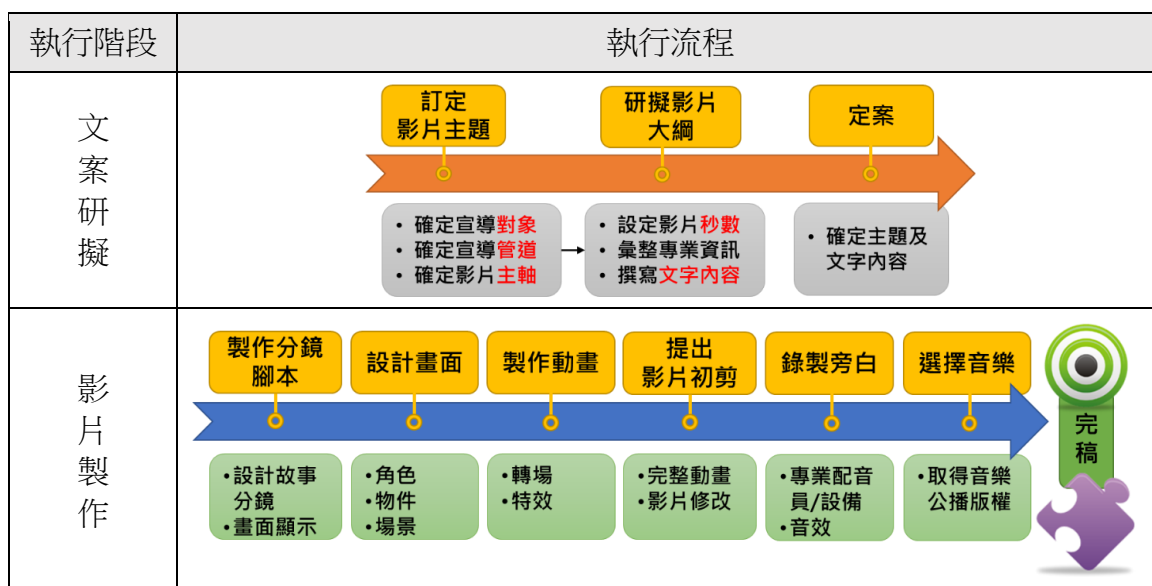 執行階段
執行流程
文
案
研
擬
訂定
影片主題
研擬影片
大綱
定案
• 確定宣導對象
• 確定宣導管道
• 確定影片主軸
• 設定影片秒數
• 彙整專業資訊
• 撰寫文字內容
• 確定主題及
文字內容
影
片
製
作
製作分鏡
腳本
設計畫面
製作動畫
提出
影片初剪
錄製旁白
選擇音樂
•設計故事
分鏡
•畫面顯示
•角色
•物件
•場景
•轉場
•特效
•完整動畫
•影片修改
•專業配音
員/設備
•音效
•取得音樂
公播版權
完
稿